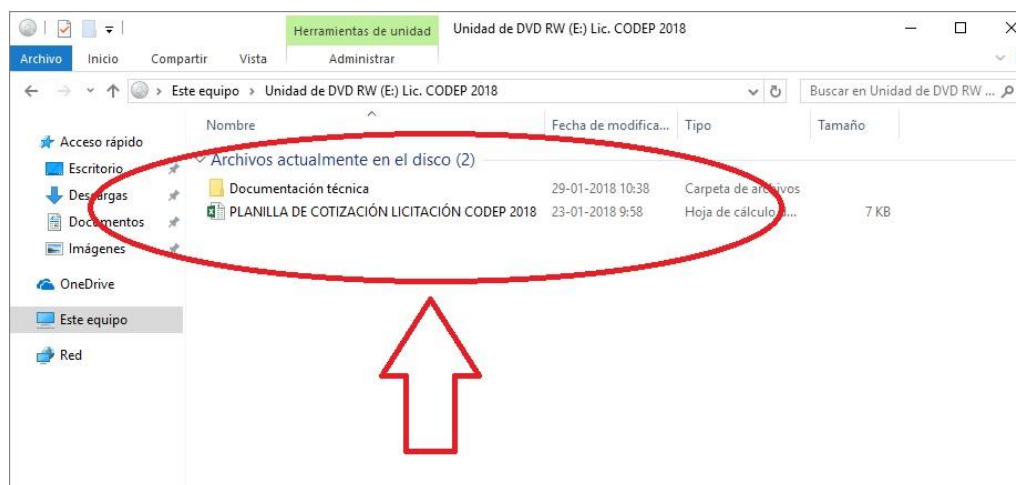 Herramientas de unidad Unidad de DVD RW (E:) Lic. CODEP 2018
Archivo Inicio Compartir Vista Administrar
Este equipo > Unidad de DVD RW (E:) Lic. CODEP 2018 Buscar en Unidad de DVD RW ...
Nombre Fecha de modifica... Tipo Tamaño
Acceso rápido
Archivos actualmente en el disco (2)
Escritorio
Documentación técnica 29-01-2018 10:38 Carpeta de archivos
Descargas
PLANILLA DE COTIZACIÓN LICITACIÓN CODEP 2018 23-01-2018 9:58 Hoja de cálculo d... 7 KB
Documentos
Imágenes
OneDrive
Este equipo
Red